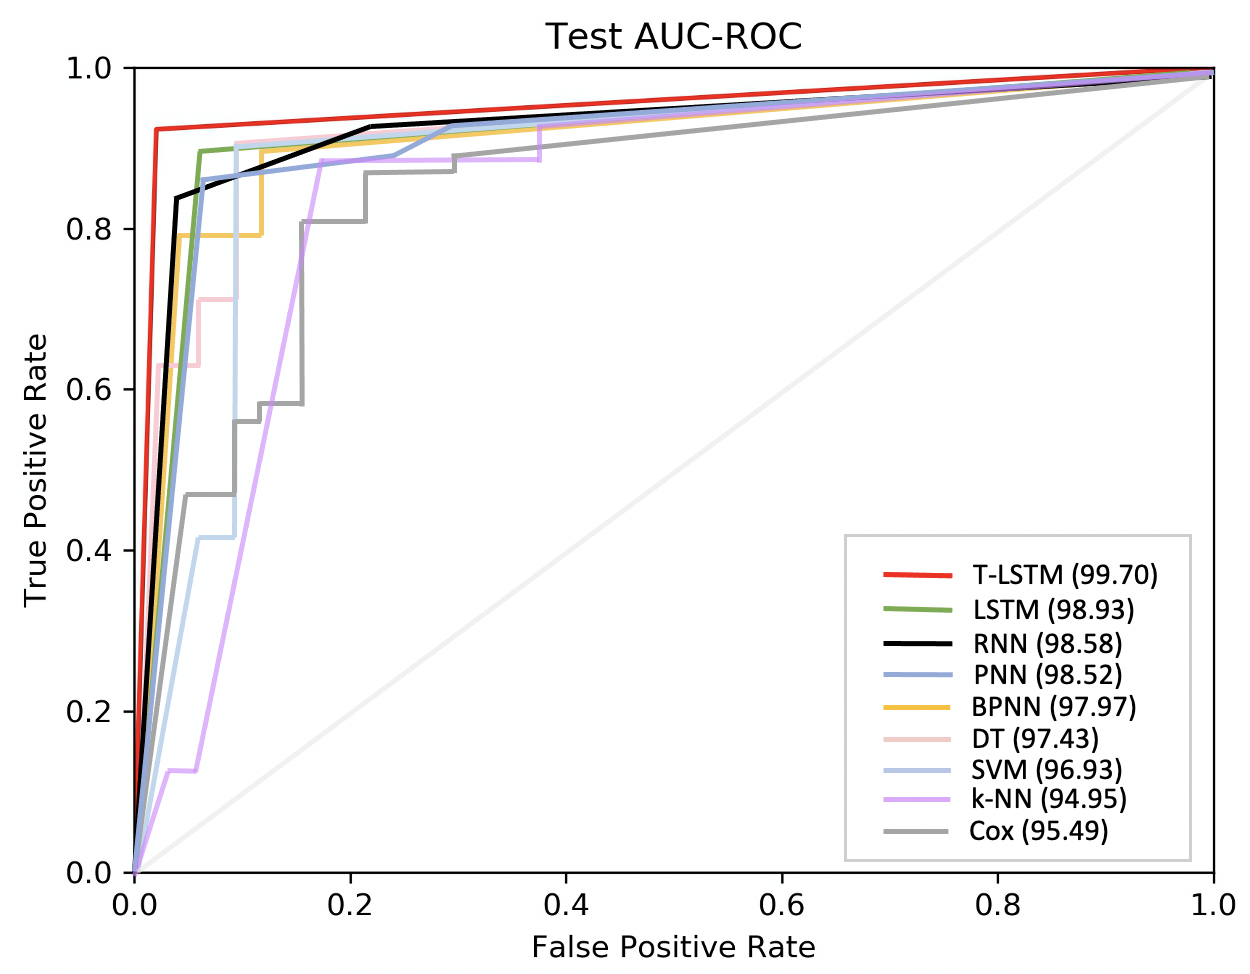 Test AUC-ROC
1.0
0.8
0.6
0.4
0.2
0.0
True Positive Rate
T-LSTM (99.70)
LSTM (98.93)
RNN (98.58)
PNN (98.52)
BPNN (97.97)
DT (97.43)
SVM (96.93)
k-NN (94.95)
Cox (95.49)
0.0 0.2 0.4 0.6 0.8 1.0
False Positive Rate